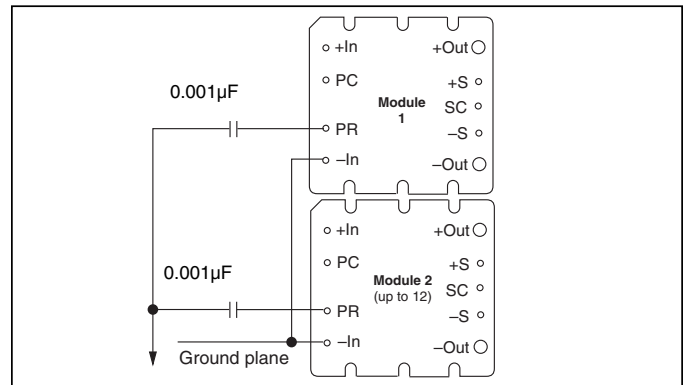 +In +Out
PC +S
0.001µF
Module
1
SC
PR –S
–In –Out
+In +Out
PC +S
0.001µF
Module 2
(up to 12)
SC
PR –S
–In –Out
Ground plane